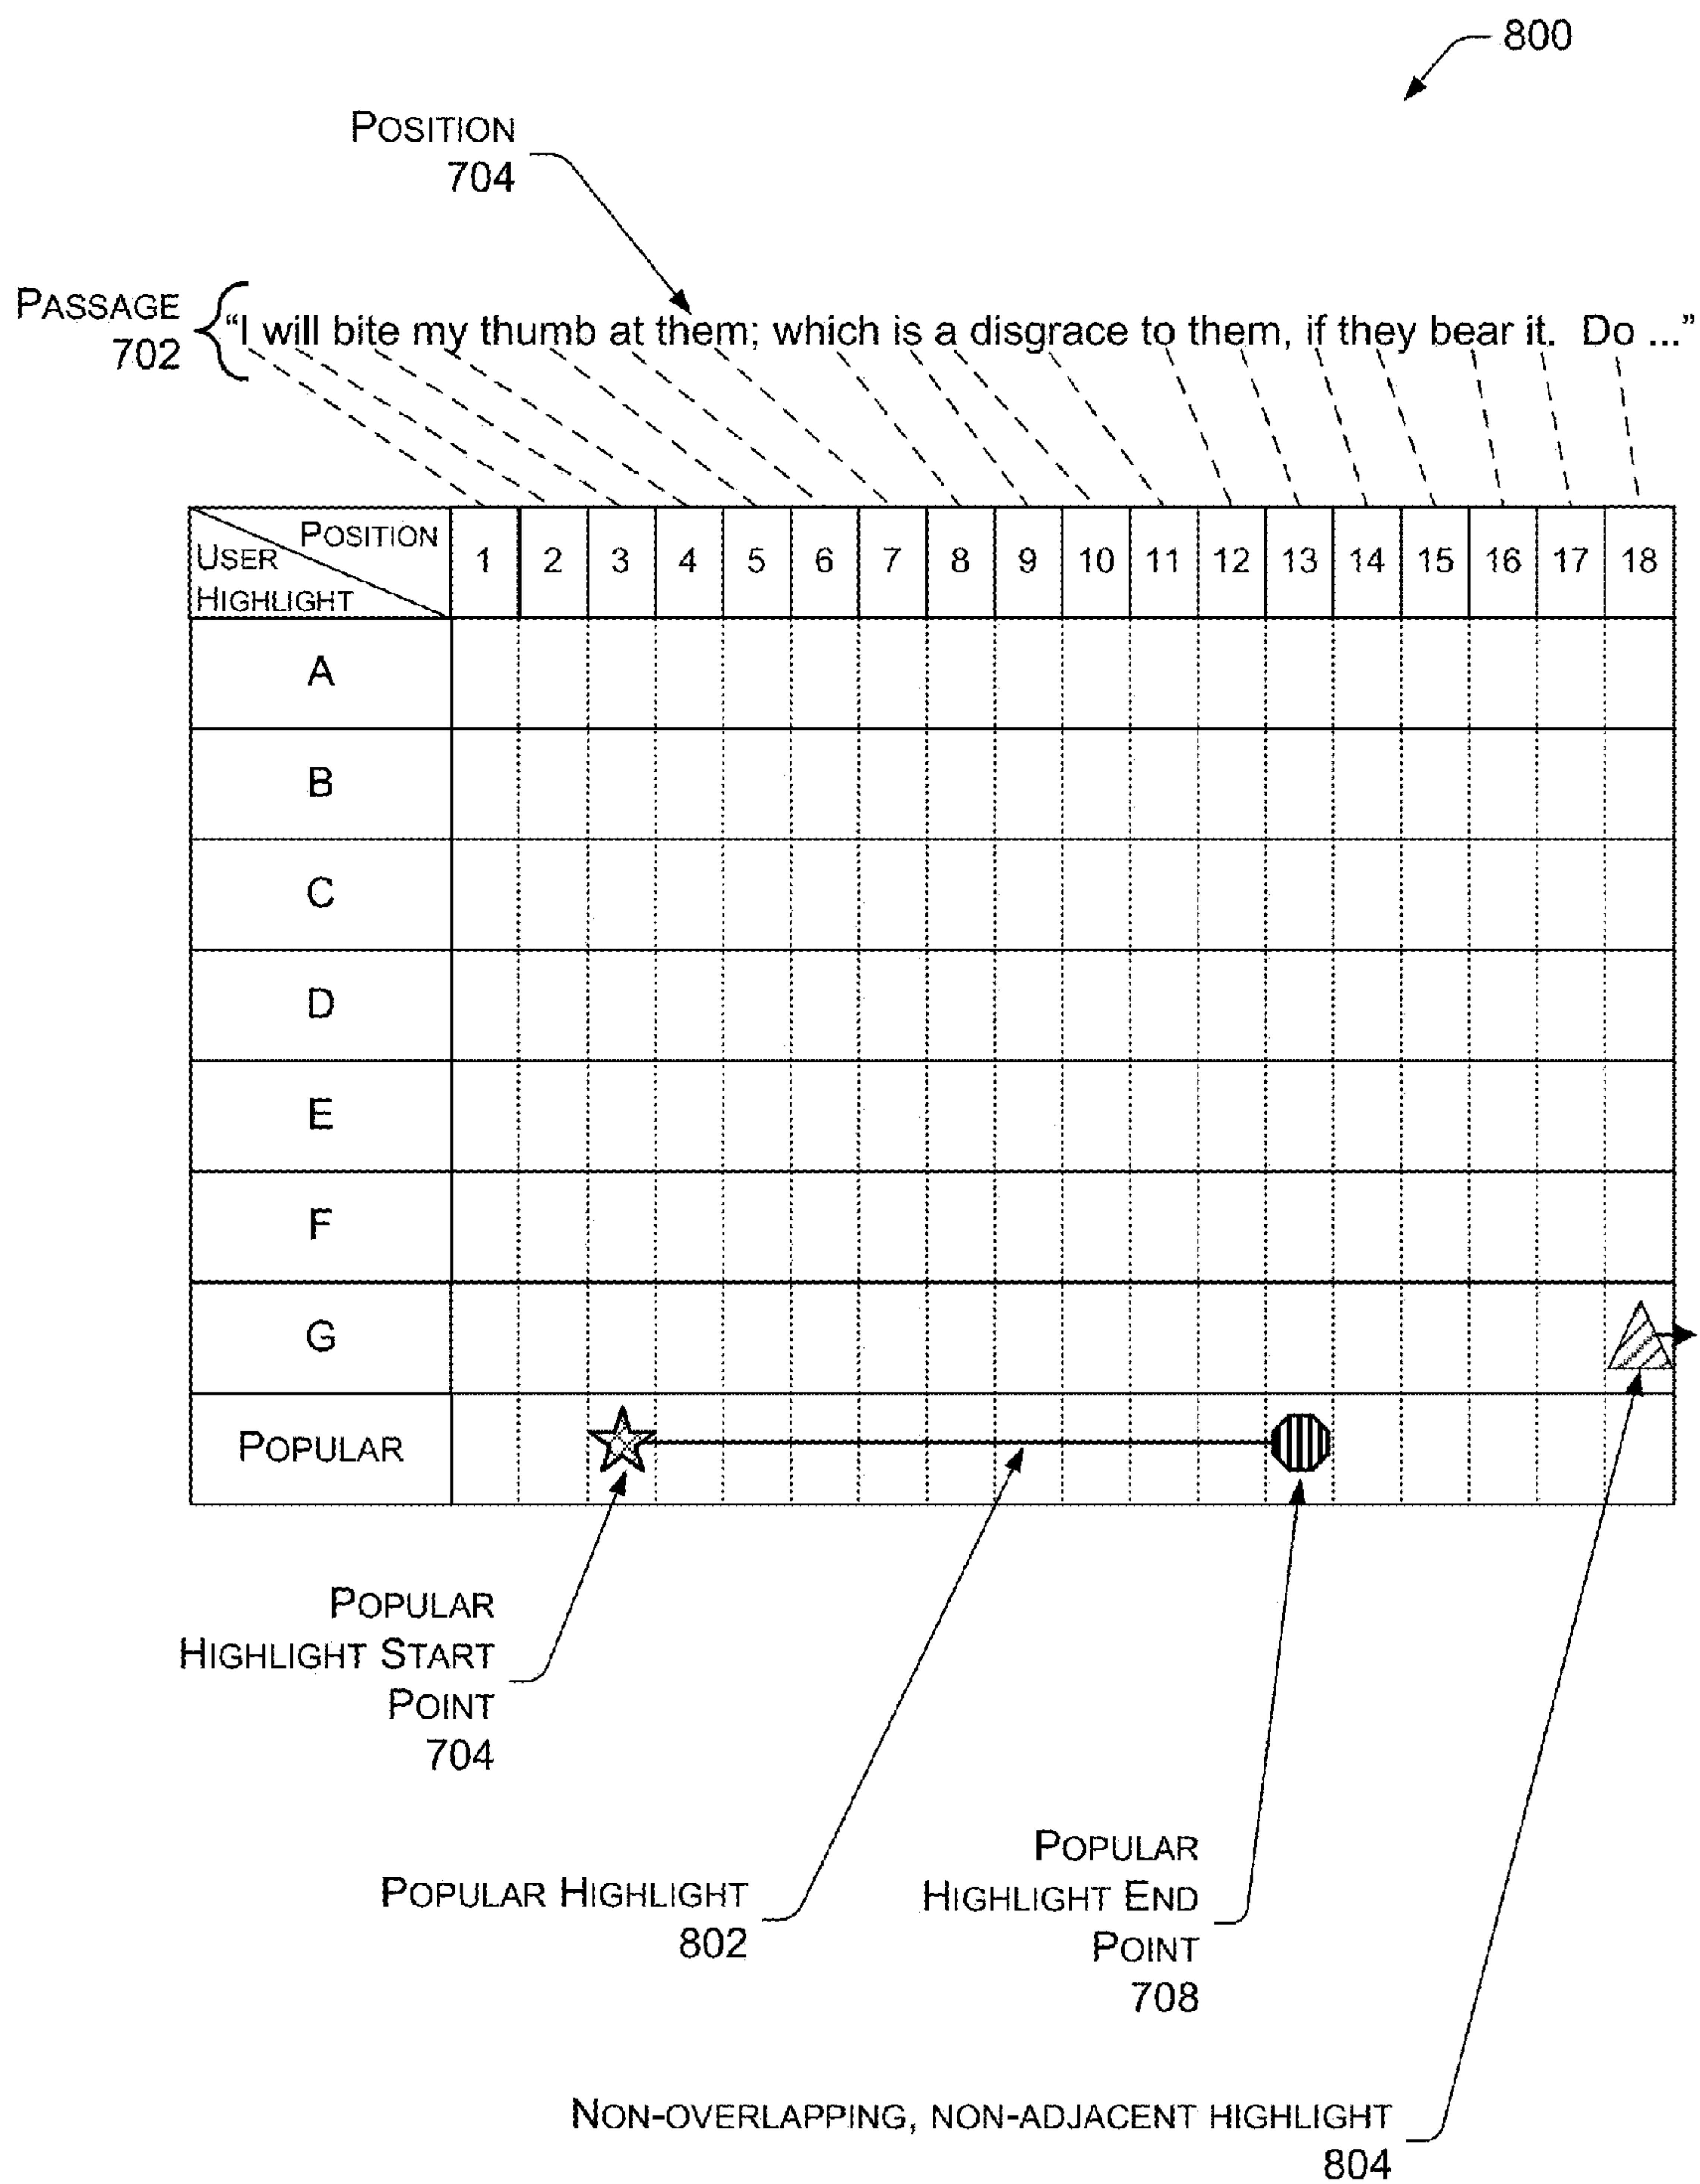 800
POSITION
704
PASSAGE
702
“I will bite my thumb at them; which is a disgrace to them, if they bear it.  Do ...”
POSITION
USER
HIGHLIGHT
1 2 3 4 5 6 7 8 9 10 11 12 13 14 15 16 17 18
A
B
C
D
E
F
G
POPULAR
POPULAR
HIGHLIGHT START
POINT
704
POPULAR HIGHLIGHT
802
POPULAR
HIGHLIGHT END
POINT
708
NON-OVERLAPPING, NON-ADJACENT HIGHLIGHT
804